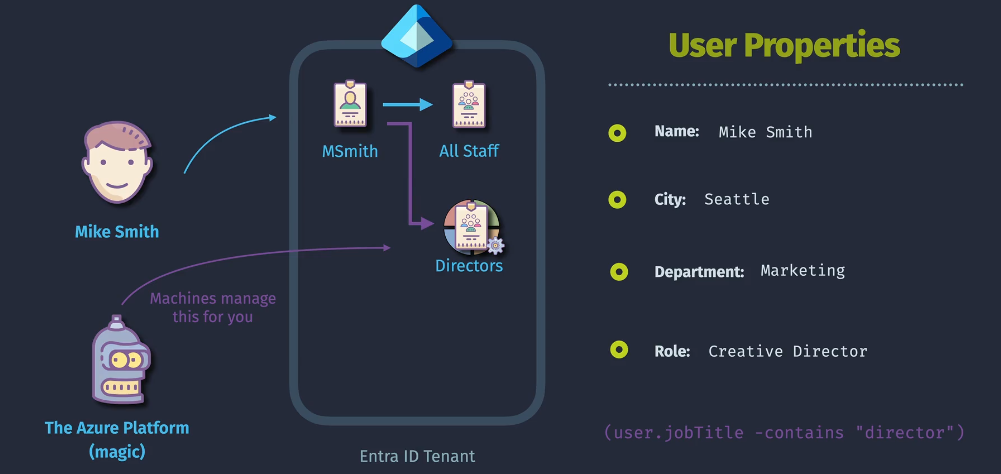 User Properties
MSmith
All Staff
Name: Mike Smith
City: Seattle
Mike Smith
Directors
Department: Marketing
Machines manage
this for you
Role: Creative Director
The Azure Platform
(magic)
(user.jobTitle -contains "director")
Entra ID Tenant